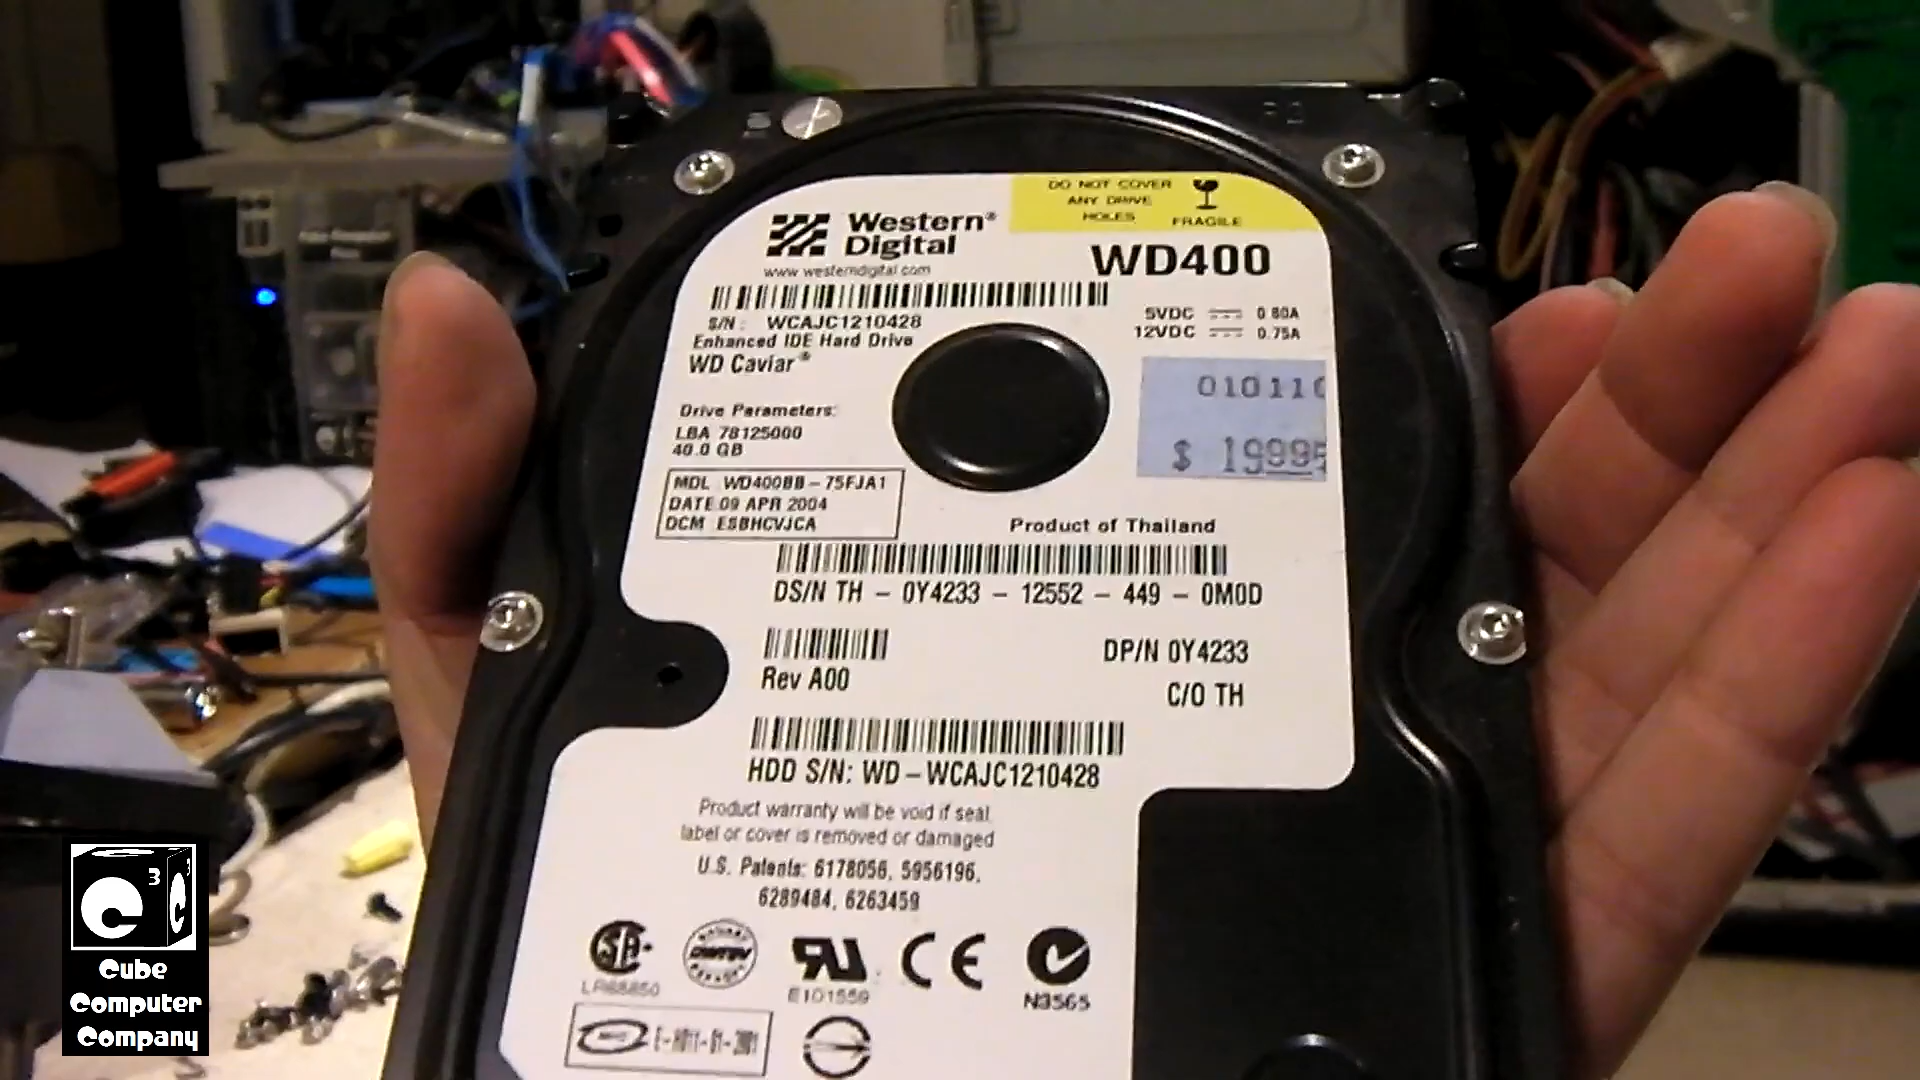 DO NOT COVER
ANY DRIVE
HOLES
FRAGILE
Western®
Digital
www.westerndigital.com
WD400
S/N: WCAJC1210428
Enhanced IDE Hard Drive
WD Caviar®
5VDC 0.80A
12VDC 0.75A
Drive Parameters:
LBA 78125000
40.0 GB
$ 1999
MDL WD400BB-75FJA1
DATE 09 APR 2004
DCM ESBHCVJCA
Product of Thailand
DS/N TH - 0Y4233 - 12552 - 449 - 0M0D
Rev A00
DP/N 0Y4233
C/O TH
HDD S/N: WD-WCAJC1210428
Product warranty will be void if seal,
label or cover is removed or damaged
U.S. Patents: 6178056, 5956196,
6289484, 6263459
LR68850
E101559
CE
N3565
Cube
Computer
Company